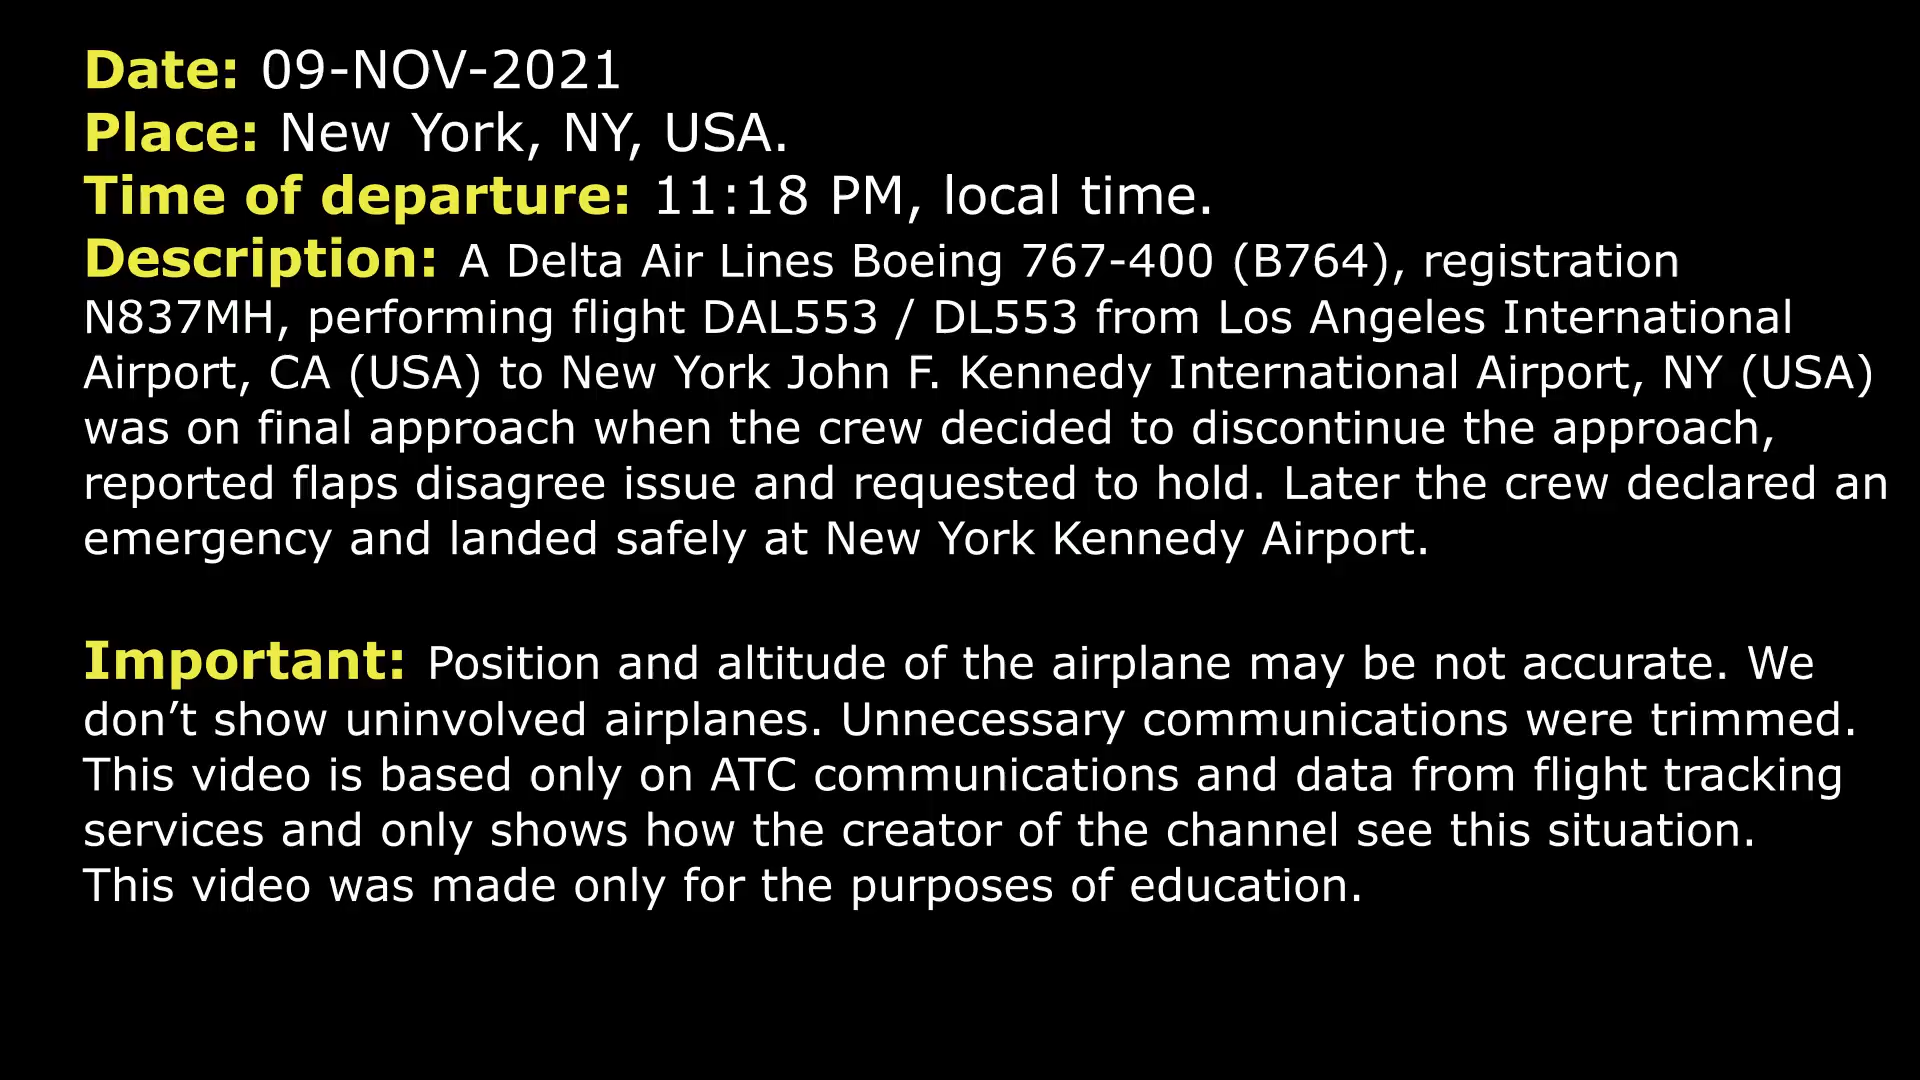 Date: 09-NOV-2021
Place: New York, NY, USA.
Time of departure: 11:18 PM, local time.
Description: A Delta Air Lines Boeing 767-400 (B764), registration
N837MH, performing flight DAL553 / DL553 from Los Angeles International
Airport, CA (USA) to New York John F. Kennedy International Airport, NY (USA)
was on final approach when the crew decided to discontinue the approach,
reported flaps disagree issue and requested to hold. Later the crew declared an
emergency and landed safely at New York Kennedy Airport.
Important: Position and altitude of the airplane may be not accurate. We
don’t show uninvolved airplanes. Unnecessary communications were trimmed.
This video is based only on ATC communications and data from flight tracking
services and only shows how the creator of the channel see this situation.
This video was made only for the purposes of education.